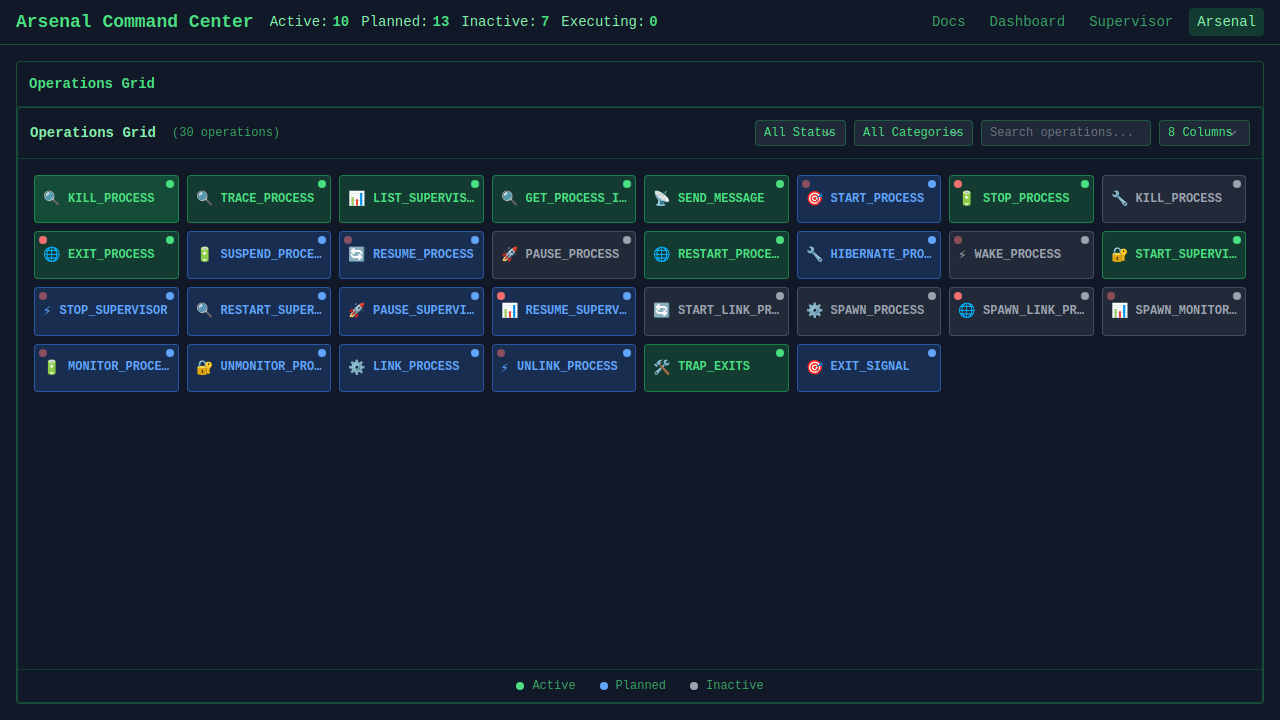 Arsenal Command Center Active: 10 Planned: 13 Inactive: 7 Executing: 0 Docs Dashboard Supervisor Arsenal
Operations Grid
Operations Grid (30 operations) All Status All Categories Search operations... 8 Columns
KILL_PROCESS TRACE_PROCESS LIST_SUPERVIS… GET_PROCESS_I… SEND_MESSAGE START_PROCESS STOP_PROCESS KILL_PROCESS
EXIT_PROCESS SUSPEND_PROCE… RESUME_PROCESS PAUSE_PROCESS RESTART_PROCE… HIBERNATE_PRO… WAKE_PROCESS START_SUPERVI…
STOP_SUPERVISOR RESTART_SUPER… PAUSE_SUPERVI… RESUME_SUPERV… START_LINK_PR… SPAWN_PROCESS SPAWN_LINK_PR… SPAWN_MONITOR…
MONITOR_PROCE… UNMONITOR_PRO… LINK_PROCESS UNLINK_PROCESS TRAP_EXITS EXIT_SIGNAL
Active Planned Inactive